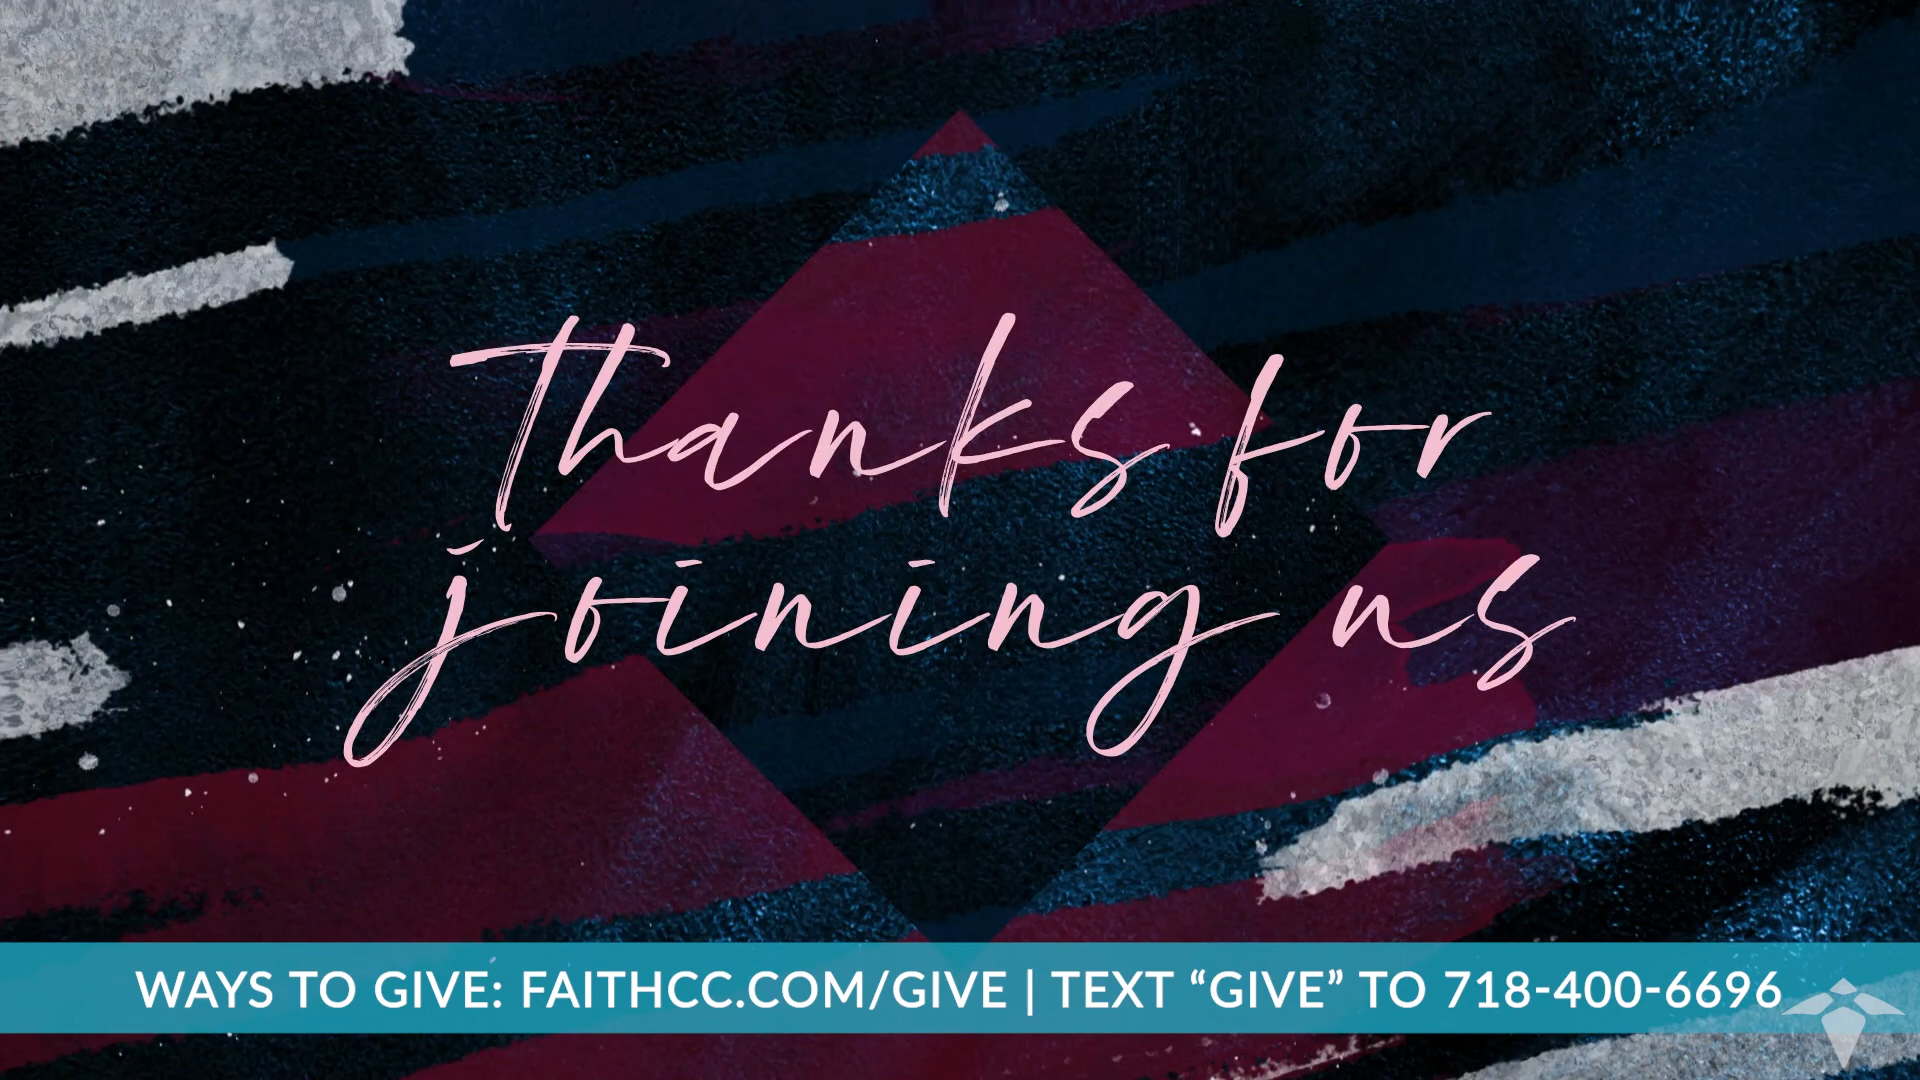 Thanks for
joining us
WAYS TO GIVE: FAITHCC.COM/GIVE | TEXT “GIVE” TO 718-400-6696